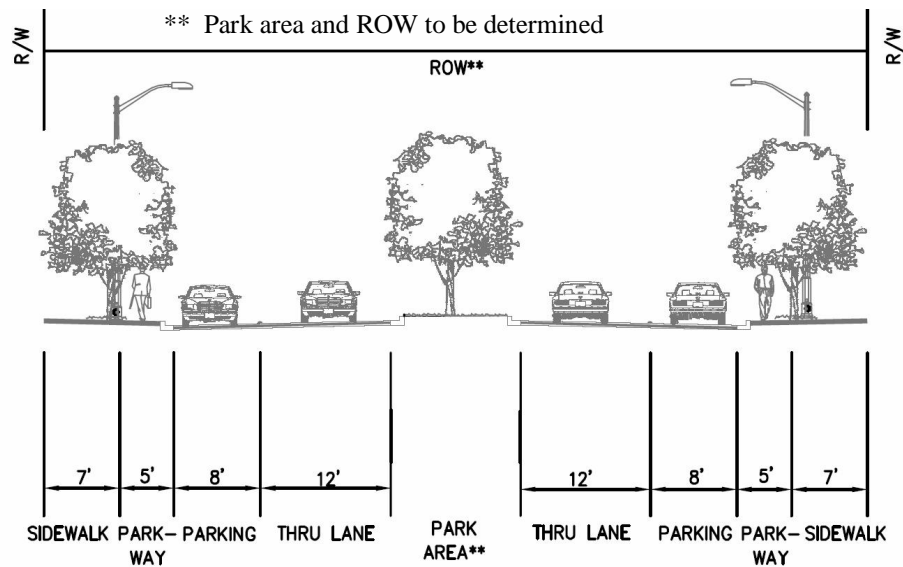 ** Park area and ROW to be determined
R/W
R/W
ROW**
7'
5'
8'
12'
12'
8'
5'
7'
SIDEWALK
PARK-
WAY
PARKING
THRU LANE
PARK
AREA**
THRU LANE
PARKING
PARK-
WAY
SIDEWALK